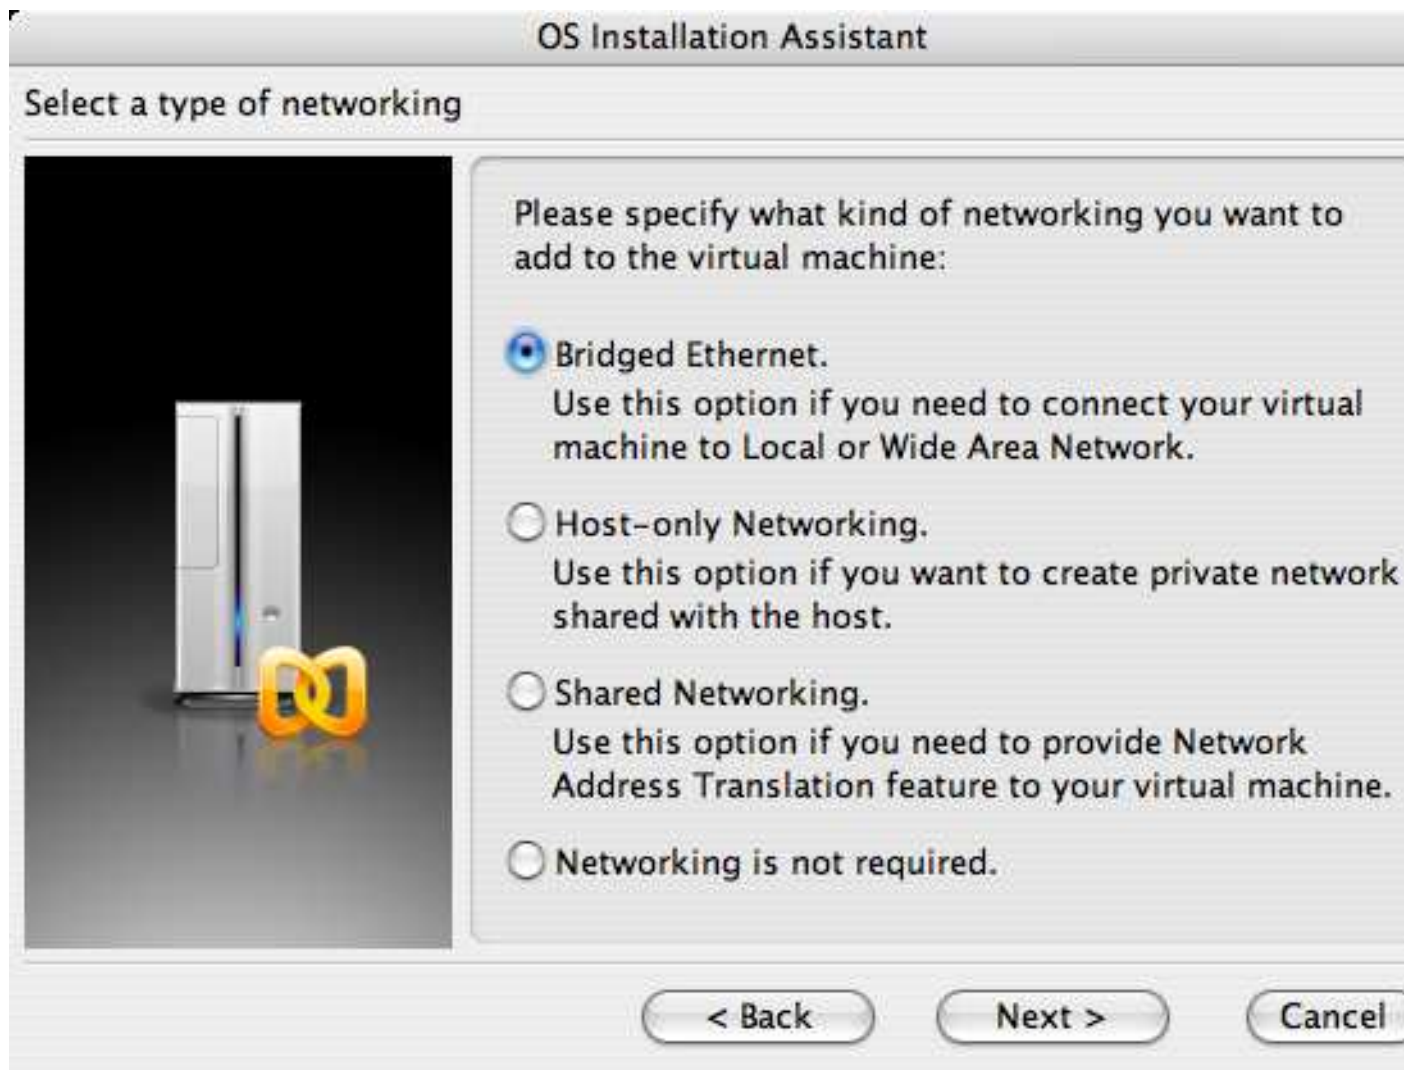 OS Installation Assistant
Select a type of networking
Please specify what kind of networking you want to
add to the virtual machine:
Bridged Ethernet.
Use this option if you need to connect your virtual
machine to Local or Wide Area Network.
Host-only Networking.
Use this option if you want to create private network
shared with the host.
Shared Networking.
Use this option if you need to provide Network
Address Translation feature to your virtual machine.
Networking is not required.
< Back
Next >
Cancel